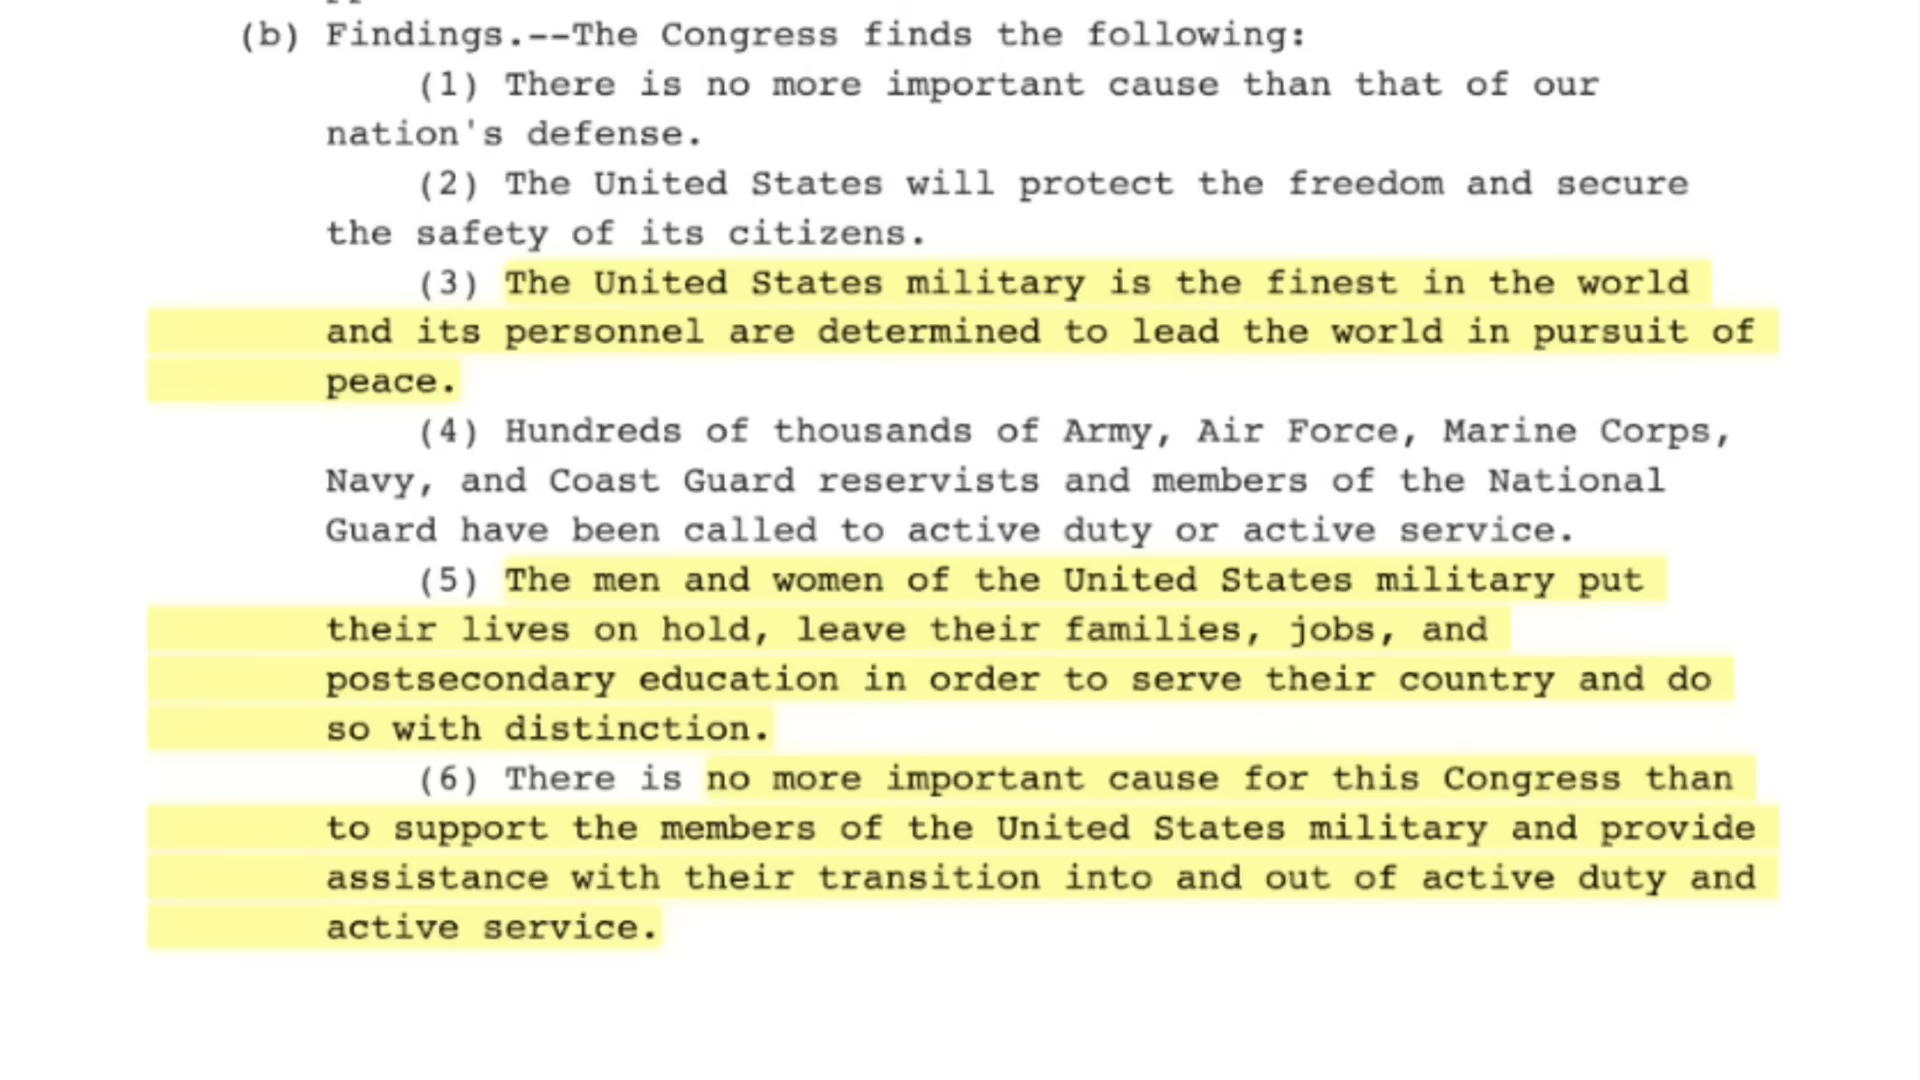 (b) Findings.--The Congress finds the following:
(1) There is no more important cause than that of our
nation's defense.
(2) The United States will protect the freedom and secure
the safety of its citizens.
(3) The United States military is the finest in the world
and its personnel are determined to lead the world in pursuit of
peace.
(4) Hundreds of thousands of Army, Air Force, Marine Corps,
Navy, and Coast Guard reservists and members of the National
Guard have been called to active duty or active service.
(5) The men and women of the United States military put
their lives on hold, leave their families, jobs, and
postsecondary education in order to serve their country and do
so with distinction.
(6) There is no more important cause for this Congress than
to support the members of the United States military and provide
assistance with their transition into and out of active duty and
active service.